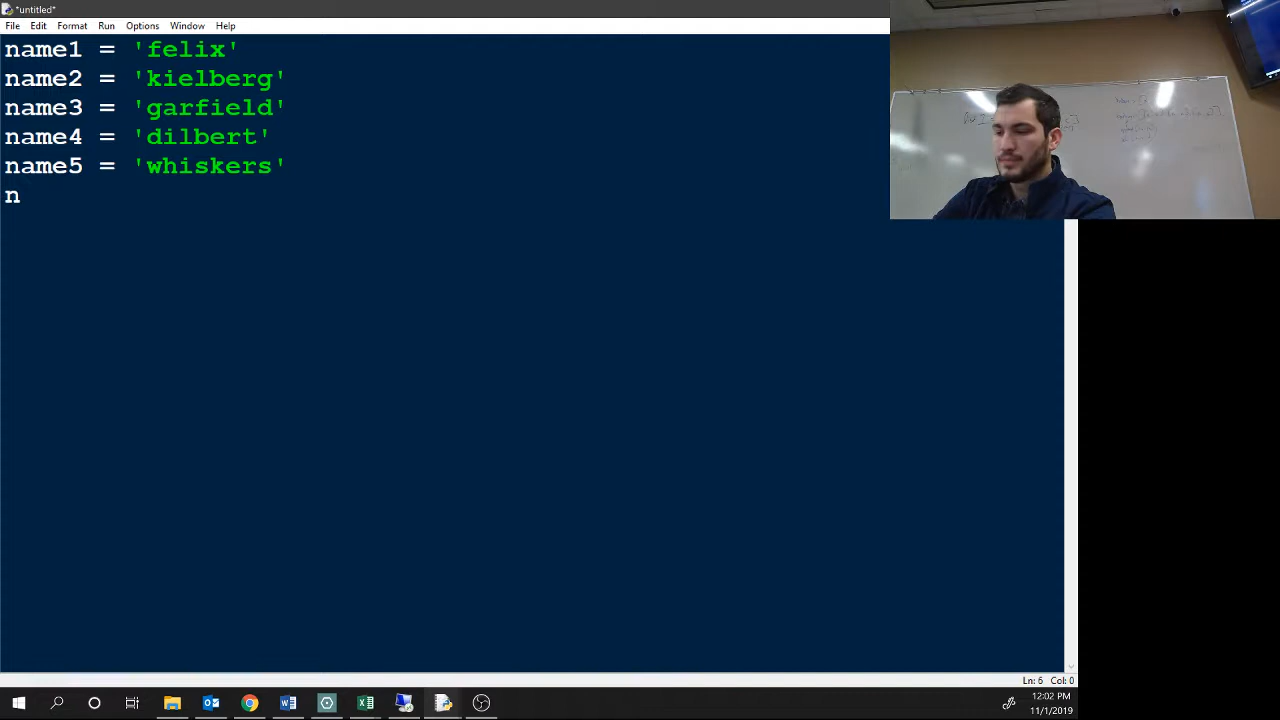 *untitled*
File Edit Format Run Options Window Help
name1 = 'felix'
name2 = 'kielberg'
name3 = 'garfield'
name4 = 'dilbert'
name5 = 'whiskers'
n
Ln: 6 Col: 0
12:02 PM
11/1/2019